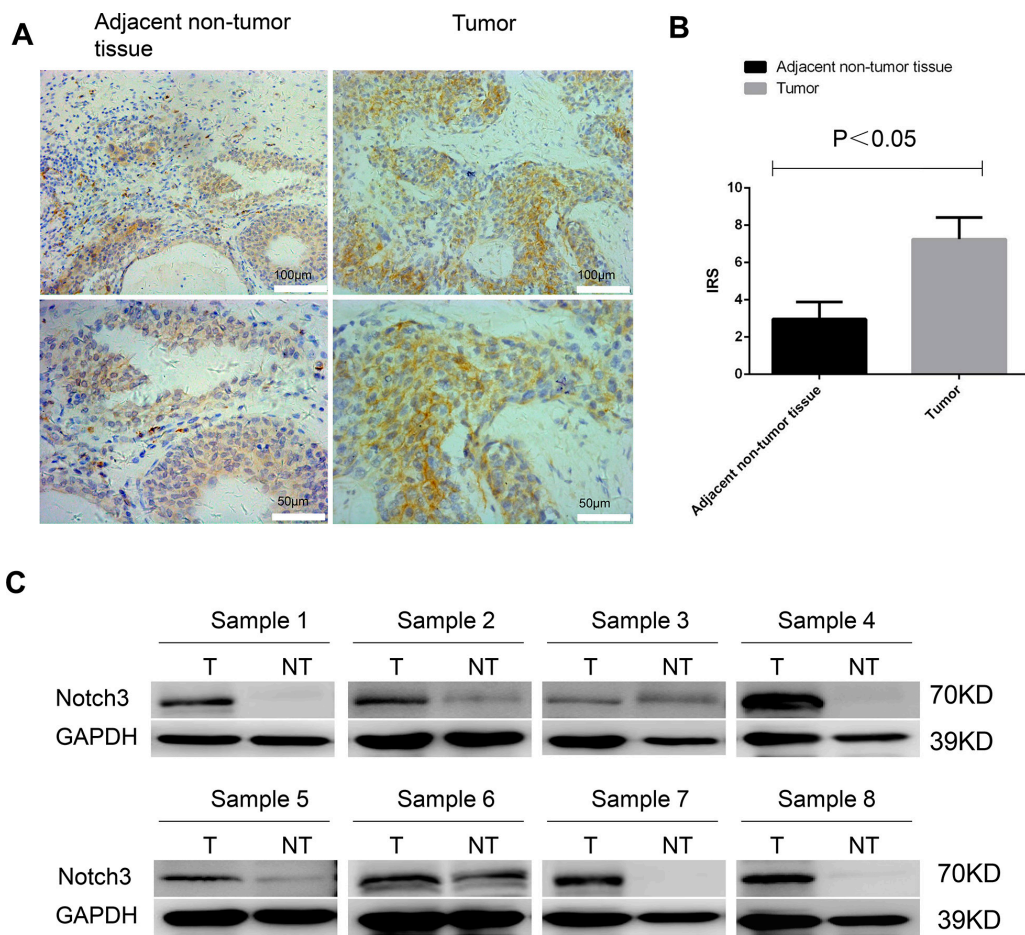 A
Adjacent non-tumor
tissue
Tumor
100μm
100μm
50μm
50μm
B
Adjacent non-tumor tissue
Tumor
P<0.05
IRS
10
8
6
4
2
0
Adjacent non-tumor tissue
Tumor
C
Sample 1 Sample 2 Sample 3 Sample 4
T NT T NT T NT T NT
Notch3 70KD
GAPDH 39KD
Sample 5 Sample 6 Sample 7 Sample 8
T NT T NT T NT T NT
Notch3 70KD
GAPDH 39KD